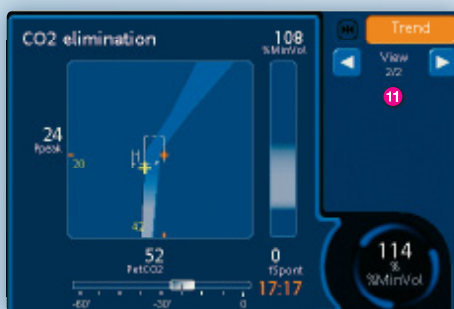 CO2 elimination
108
%MinVol
Trend
View
2/2
11
24
Ppeak
20
42
52
PetCO2
0
fSpont
17:17
-60'
-30'
0
114
%
%MinVol